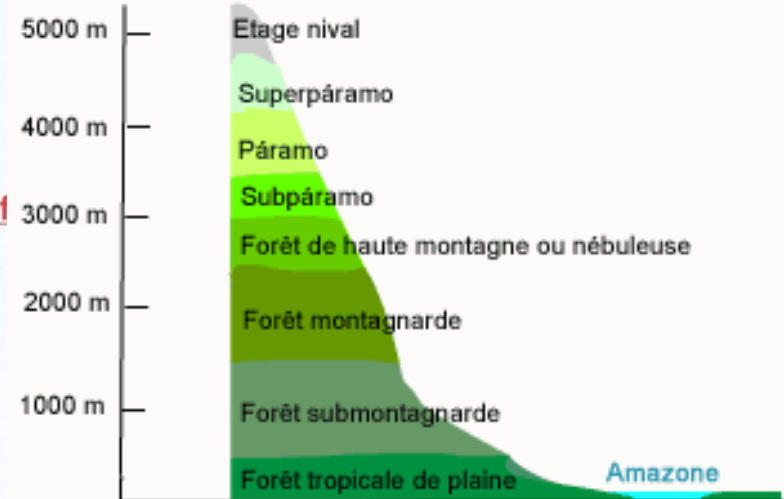 5000 m
Etage nival
Superpáramo
4000 m
Páramo
Subpáramo
f
3000 m
Forêt de haute montagne ou nébuleuse
2000 m
Forêt montagnarde
1000 m
Forêt submontagnarde
Amazone
Forêt tropicale de plaine